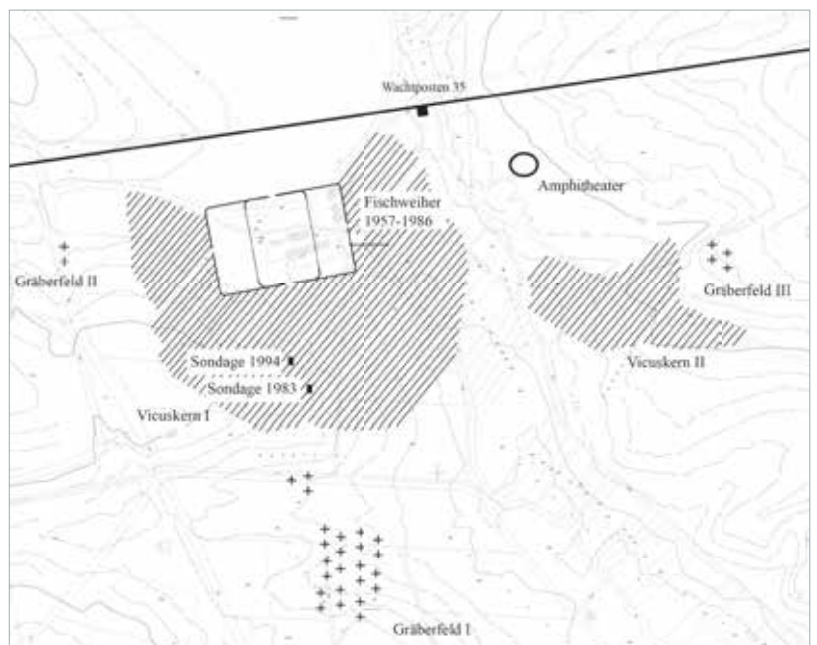 Wachtposten 35
Amphitheater
Fischweiher
1957-1986
Gräberfeld II
Gräberfeld III
Sondage 1994
Vicuskern II
Sondage 1983
Vicuskern I
Gräberfeld I